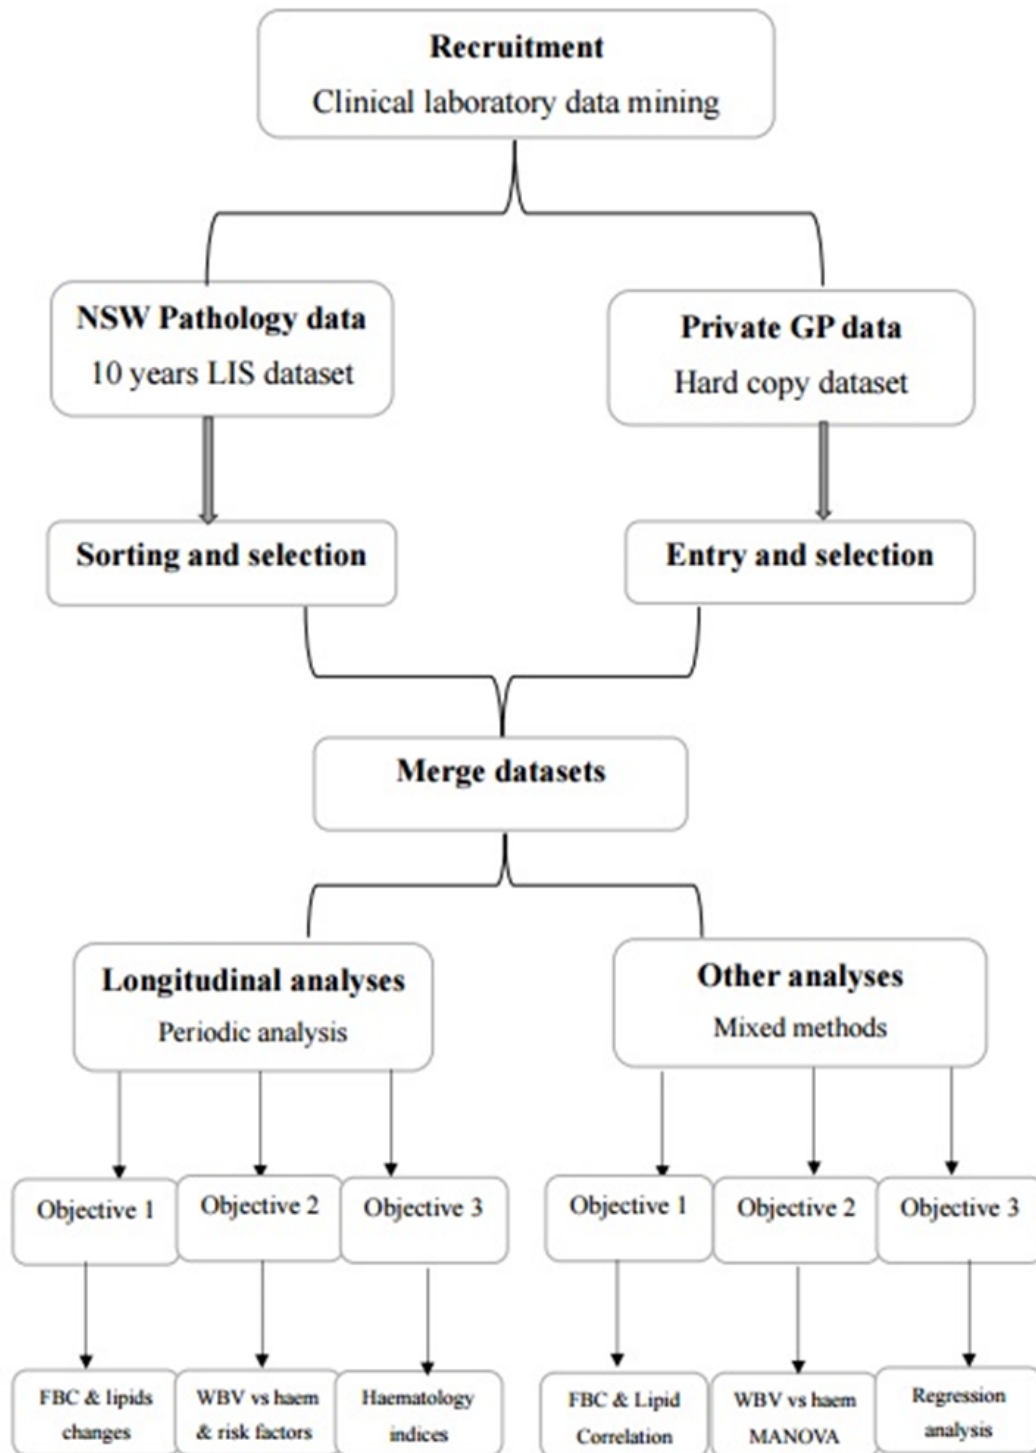 Recruitment
Clinical laboratory data mining
NSW Pathology data
10 years LIS dataset
Private GP data
Hard copy dataset
Sorting and selection
Entry and selection
Merge datasets
Longitudinal analyses
Periodic analysis
Other analyses
Mixed methods
Objective 1
Objective 2
Objective 3
Objective 1
Objective 2
Objective 3
FBC & lipids
changes
WBV vs haem
& risk factors
Haematology
indices
FBC & Lipid
Correlation
WBV vs haem
MANOVA
Regression
analysis